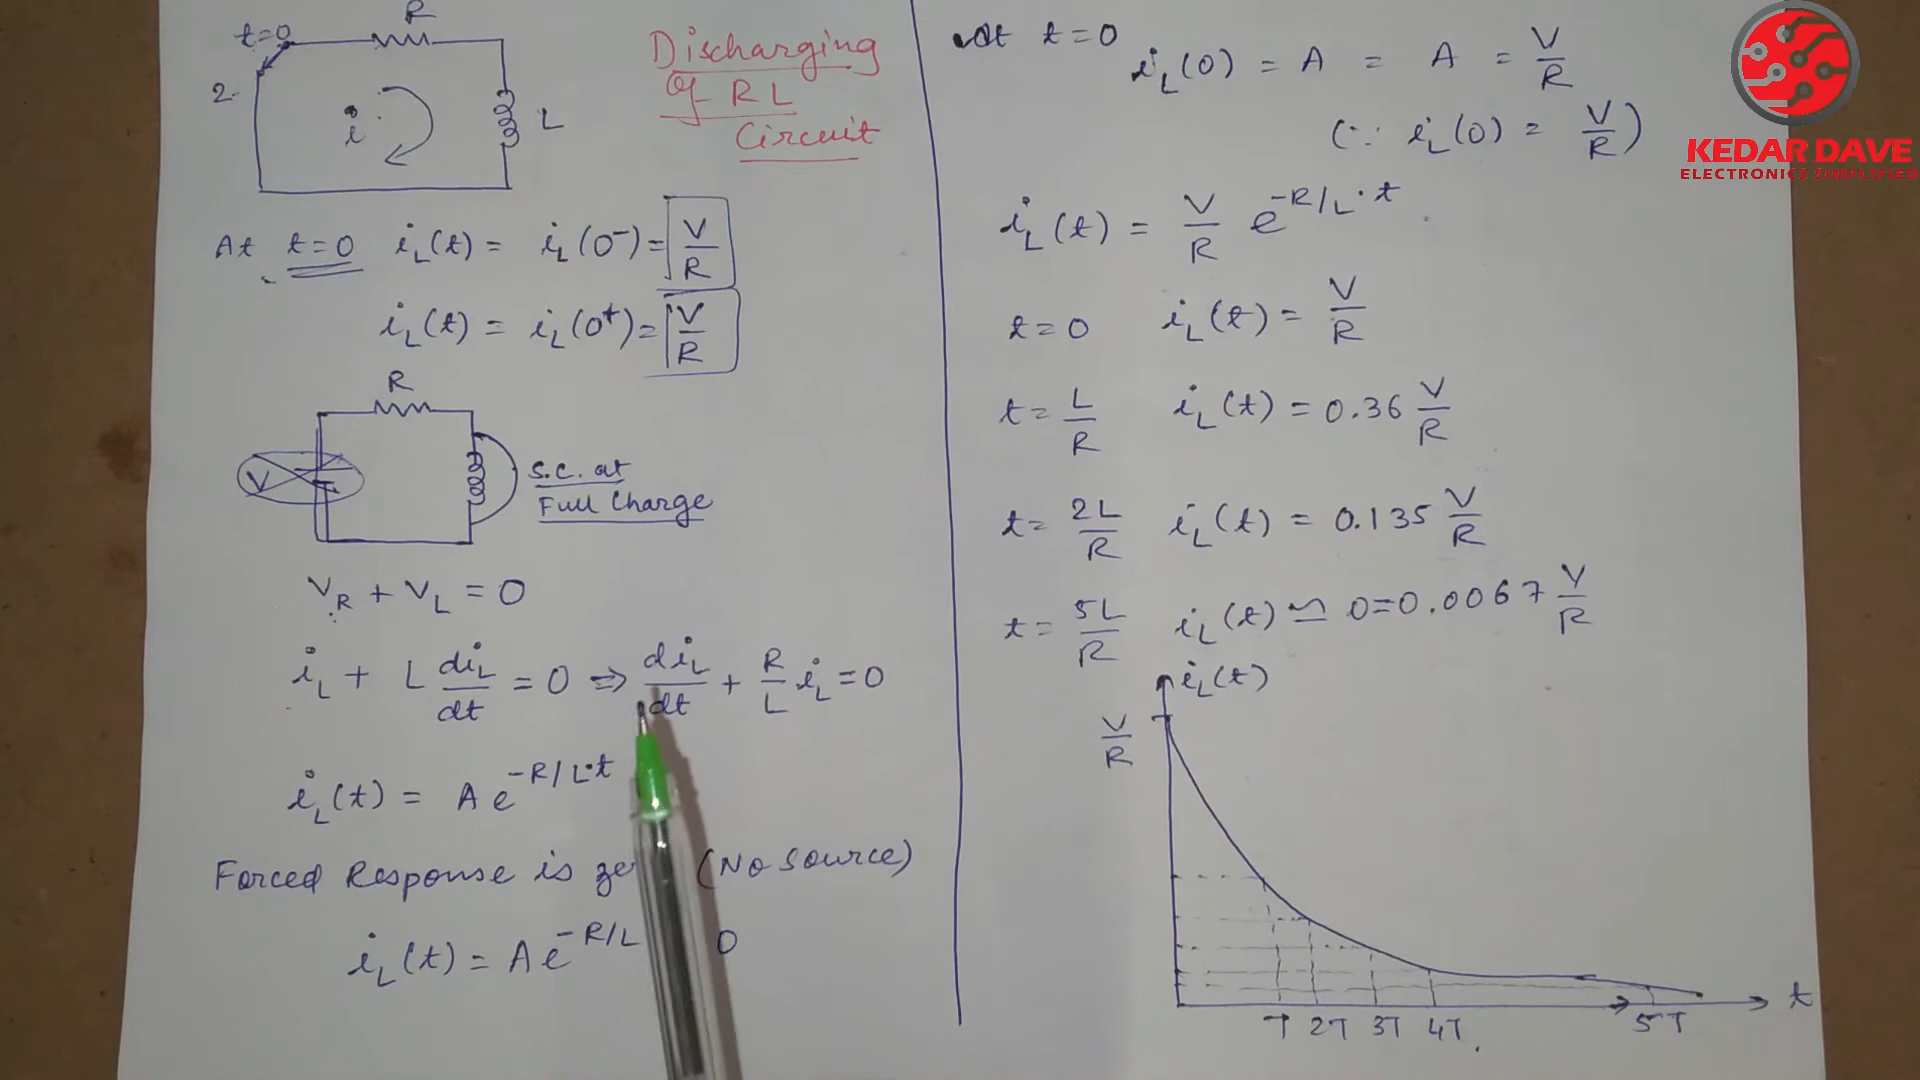 R
t=0
2
i
L
Discharging
of RL
Circuit
At t=0 iL(t) = iL(0⁻) = V/R
iL(t) = iL(0⁺) = V/R
R
V
S.C. at
Full Charge
VR + VL = 0
iL + L diL/dt = 0 ⇒ diL/dt + R/L iL = 0
iL(t) = A e^-R/L·t
Forced Response is (No Source)
iL(t) = A e^-R/L 0
At t=0 iL(0) = A = A = V/R
(∵ iL(0) = V/R)
iL(t) = V/R e^-R/L·t
t=0 iL(t) = V/R
t= L/R iL(t) = 0.36 V/R
t= 2L/R iL(t) = 0.135 V/R
t= 5L/R iL(t) ≃ 0=0.0067 V/R
iL(t)
V/R
t
T 2T 3T 4T 5T
KEDAR DAVE
ELECTRONICS SIMPLIFIED